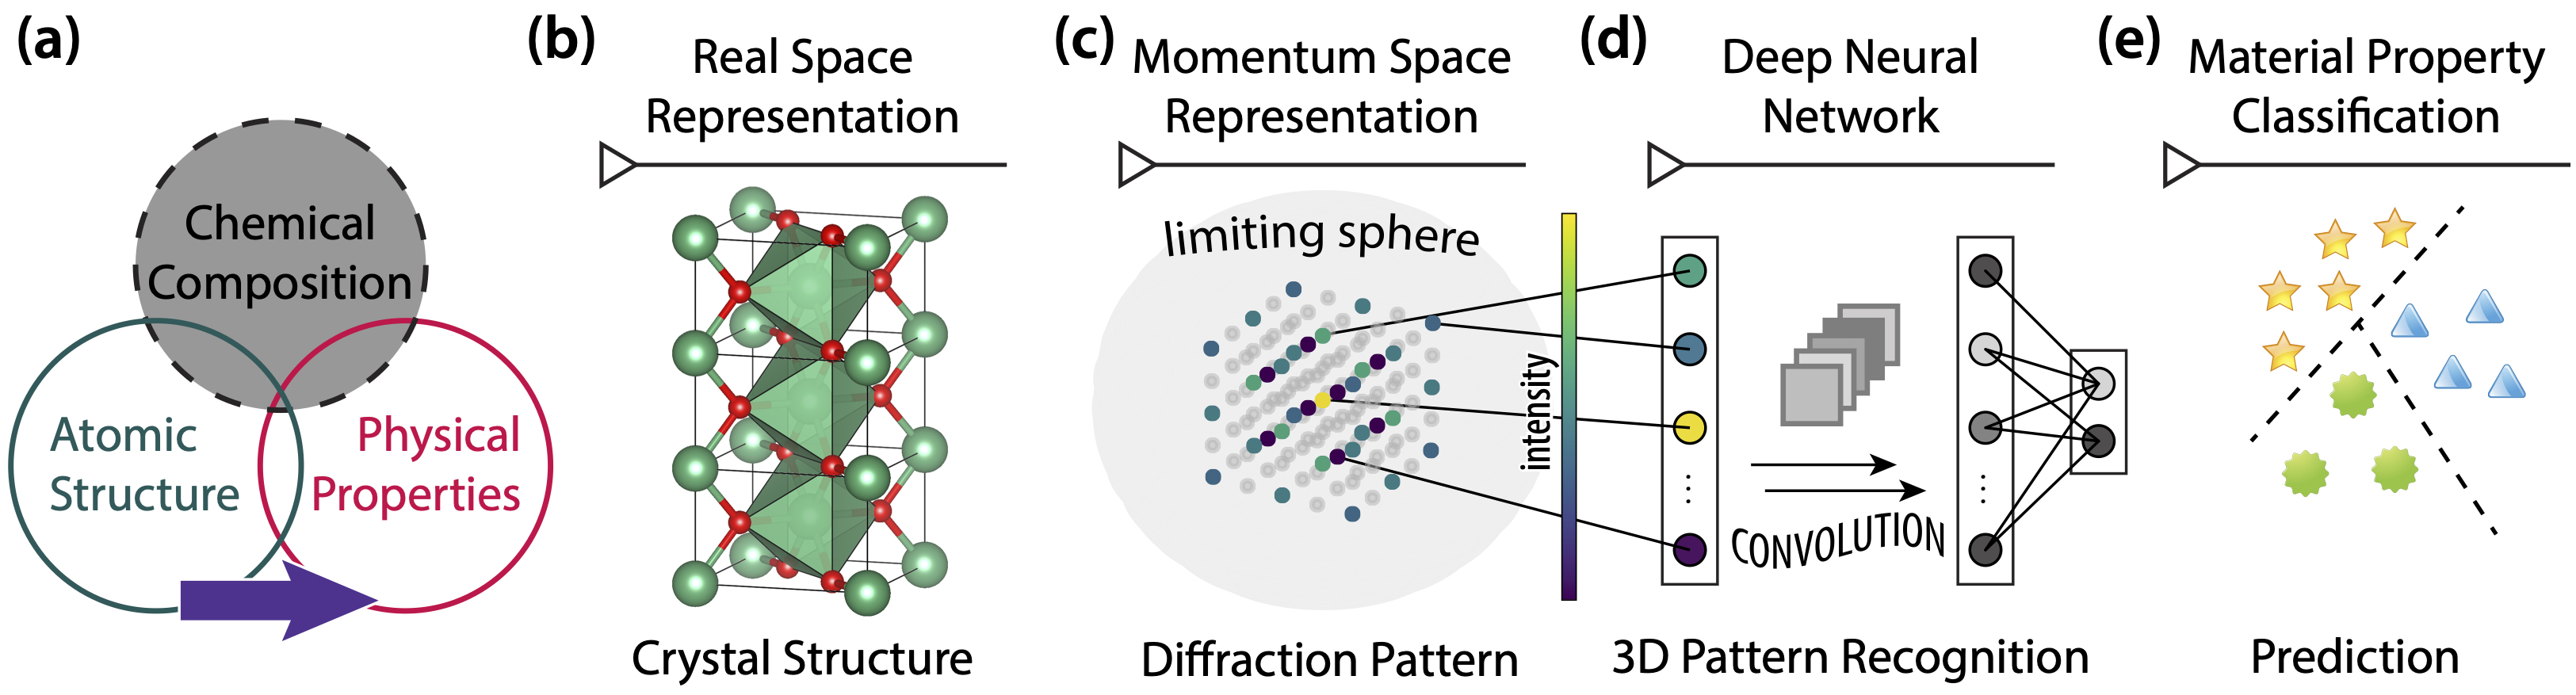 (a)
Chemical
Composition
Atomic
Structure
Physical
Properties
(b)
Real Space
Representation
Crystal Structure
(c)
Momentum Space
Representation
limiting sphere
intensity
Diffraction Pattern
(d)
Deep Neural
Network
CONVOLUTION
3D Pattern Recognition
(e)
Material Property
Classification
Prediction